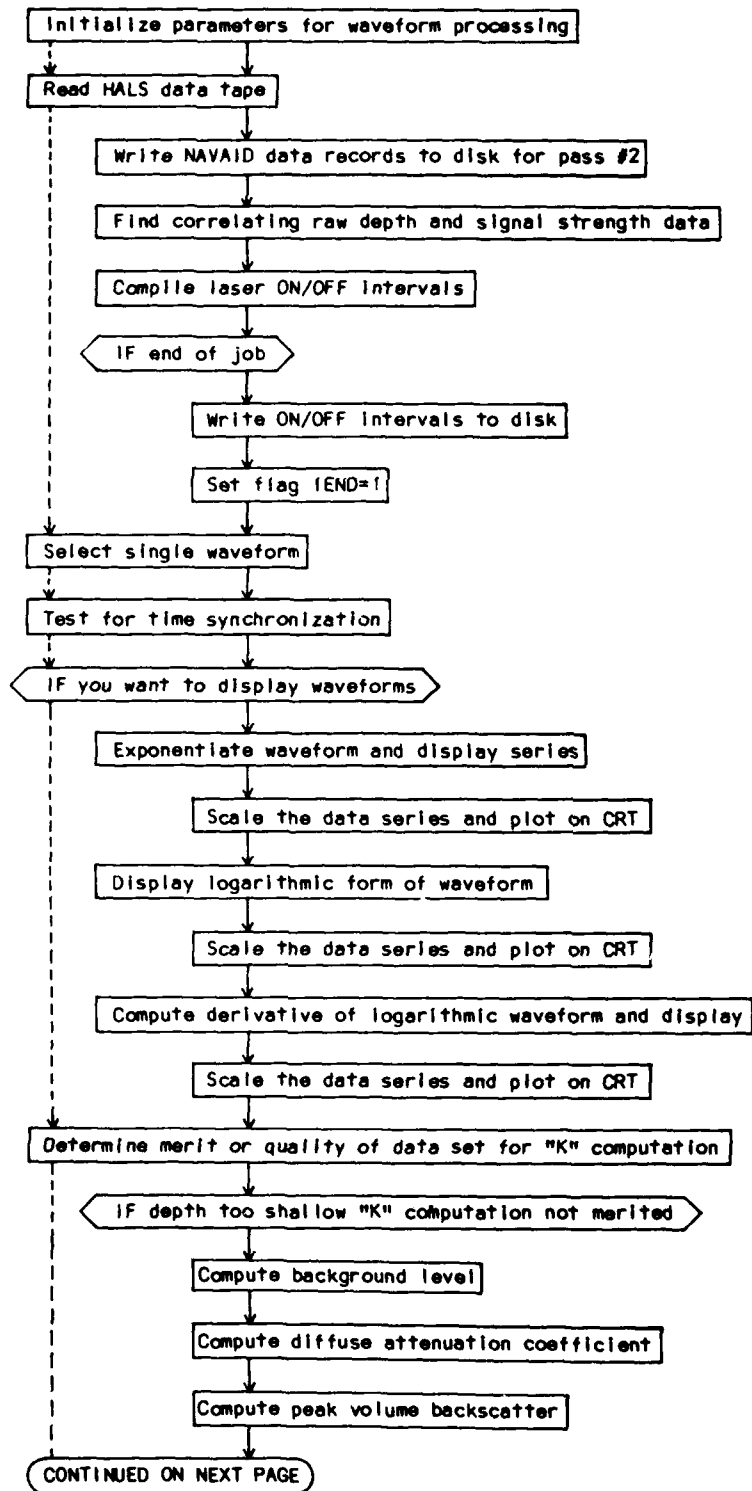 Initialize parameters for waveform processing
Read HALS data tape
Write NAVAID data records to disk for pass #2
Find correlating raw depth and signal strength data
Compile laser ON/OFF intervals
IF end of job
Write ON/OFF intervals to disk
Set flag IEND=1
Select single waveform
Test for time synchronization
IF you want to display waveforms
Exponentiate waveform and display series
Scale the data series and plot on CRT
Display logarithmic form of waveform
Scale the data series and plot on CRT
Compute derivative of logarithmic waveform and display
Scale the data series and plot on CRT
Determine merit or quality of data set for "K" computation
IF depth too shallow "K" computation not merited
Compute background level
Compute diffuse attenuation coefficient
Compute peak volume backscatter
CONTINUED ON NEXT PAGE